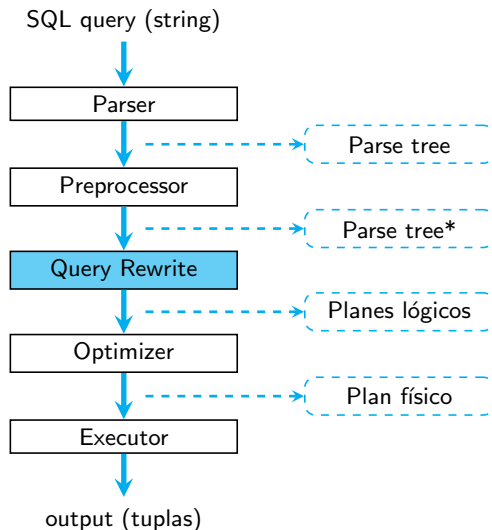 SQL query (string)
Parser
Parse tree
Preprocessor
Parse tree*
Query Rewrite
Planes lógicos
Optimizer
Plan físico
Executor
output (tuplas)